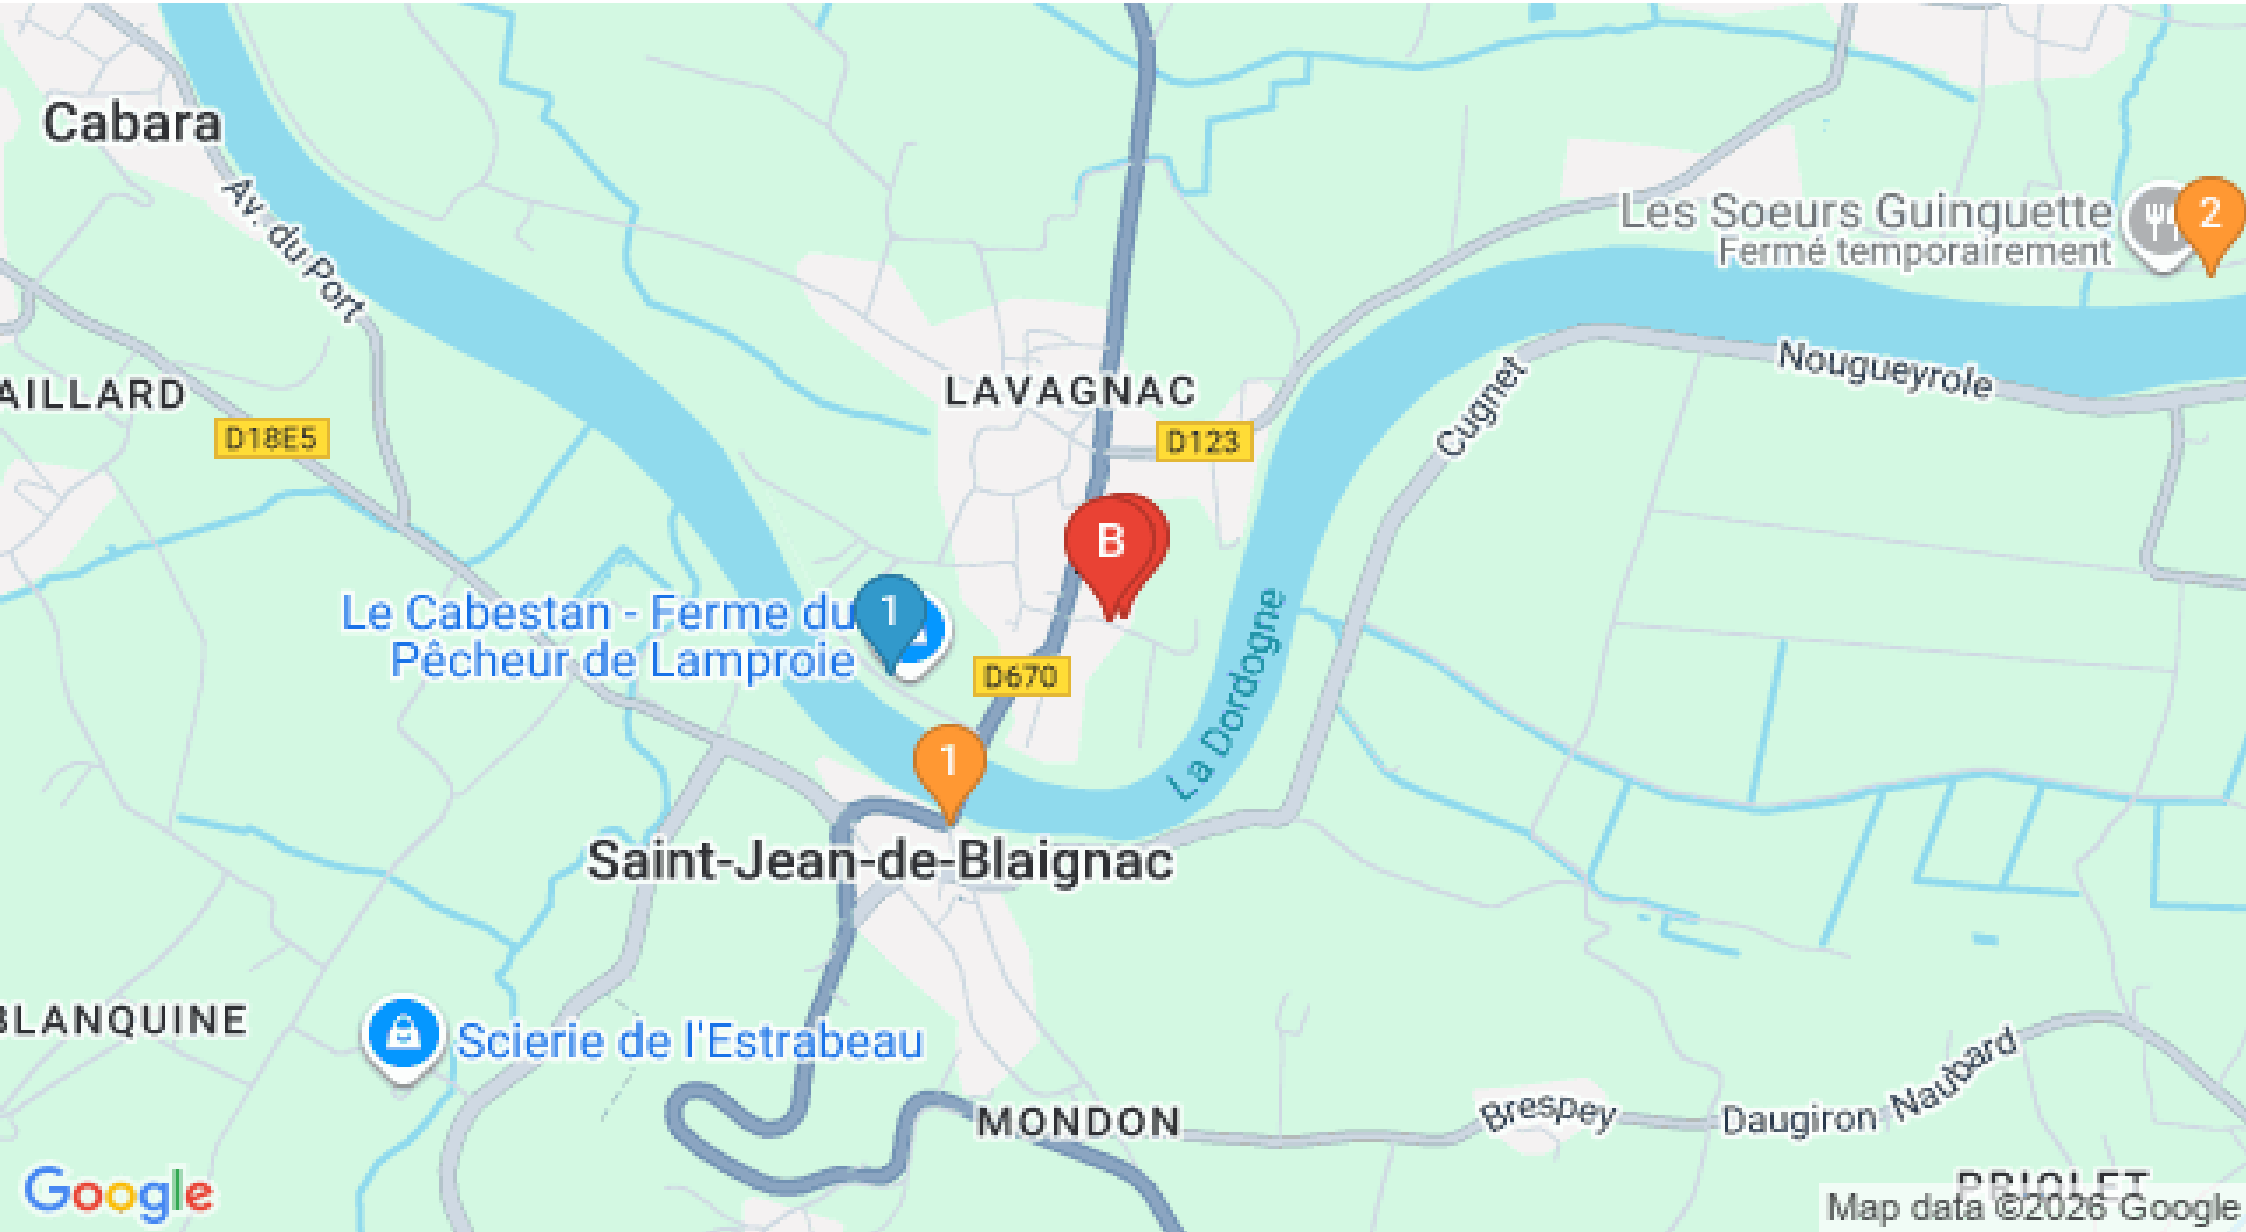 Cabara
Av. du Port
Les Soeurs Guinguette
Fermé temporairement
2
AILLARD
LAVAGNAC
Nougueyrole
Cugnet
D18E5
D123
B
Le Cabestan - Ferme du
Pêcheur de Lamproie
1
D670
La Dordogne
1
Saint-Jean-de-Blaignac
BLANQUINE
Scierie de l'Estrabeau
MONDON
Brespey
Daugiron
Naubard
PRIOLET
Google
Map data ©2026 Google